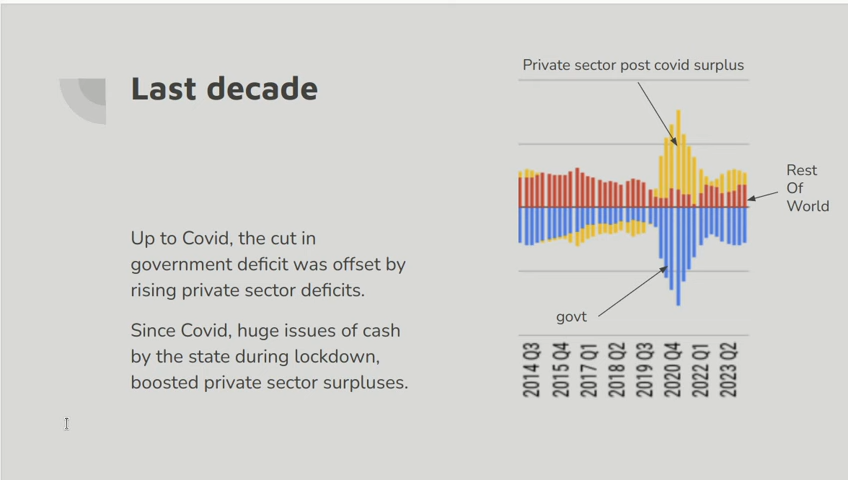 Last decade
Up to Covid, the cut in
government deficit was offset by
rising private sector deficits.
Since Covid, huge issues of cash
by the state during lockdown,
boosted private sector surpluses.
Private sector post covid surplus
Rest
Of
World
govt
2014 Q3
2015 Q4
2017 Q1
2018 Q2
2019 Q3
2020 Q4
2022 Q1
2023 Q2